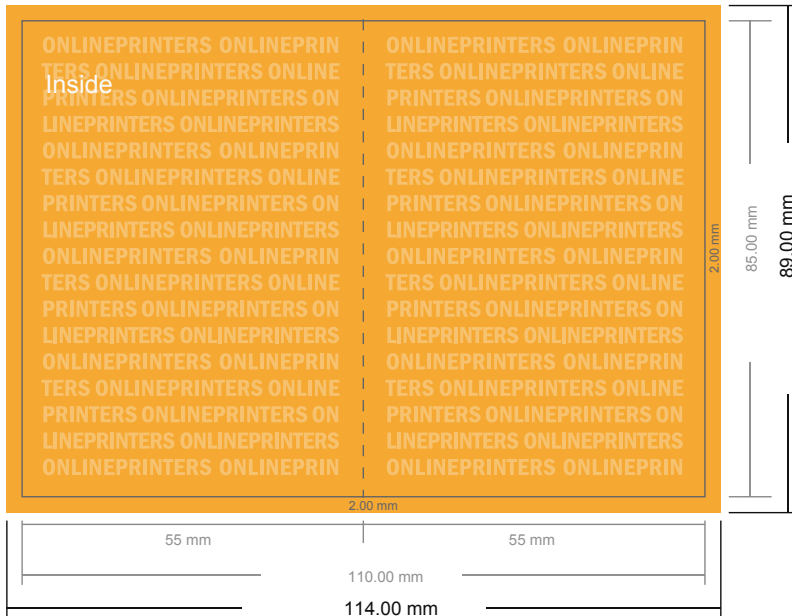 ONLINEPRINTERS ONLINEPRIN ONLINEPRINTERS ONLINEPRIN
TERS ONLINEPRINTERS ONLINE TERS ONLINEPRINTERS ONLINE
Inside
PRINTERS ONLINEPRINTERS ON PRINTERS ONLINEPRINTERS ON
LINEPRINTERS ONLINEPRINTERS LINEPRINTERS ONLINEPRINTERS
ONLINEPRINTERS ONLINEPRIN ONLINEPRINTERS ONLINEPRIN
TERS ONLINEPRINTERS ONLINE TERS ONLINEPRINTERS ONLINE
PRINTERS ONLINEPRINTERS ON PRINTERS ONLINEPRINTERS ON
LINEPRINTERS ONLINEPRINTERS LINEPRINTERS ONLINEPRINTERS
ONLINEPRINTERS ONLINEPRIN ONLINEPRINTERS ONLINEPRIN
TERS ONLINEPRINTERS ONLINE TERS ONLINEPRINTERS ONLINE
PRINTERS ONLINEPRINTERS ON PRINTERS ONLINEPRINTERS ON
LINEPRINTERS ONLINEPRINTERS LINEPRINTERS ONLINEPRINTERS
ONLINEPRINTERS ONLINEPRIN ONLINEPRINTERS ONLINEPRIN
TERS ONLINEPRINTERS ONLINE TERS ONLINEPRINTERS ONLINE
PRINTERS ONLINEPRINTERS ON PRINTERS ONLINEPRINTERS ON
LINEPRINTERS ONLINEPRINTERS LINEPRINTERS ONLINEPRINTERS
ONLINEPRINTERS ONLINEPRIN ONLINEPRINTERS ONLINEPRIN
2.00 mm
85.00 mm
89.00 mm
2.00 mm
55 mm 55 mm
110.00 mm
114.00 mm